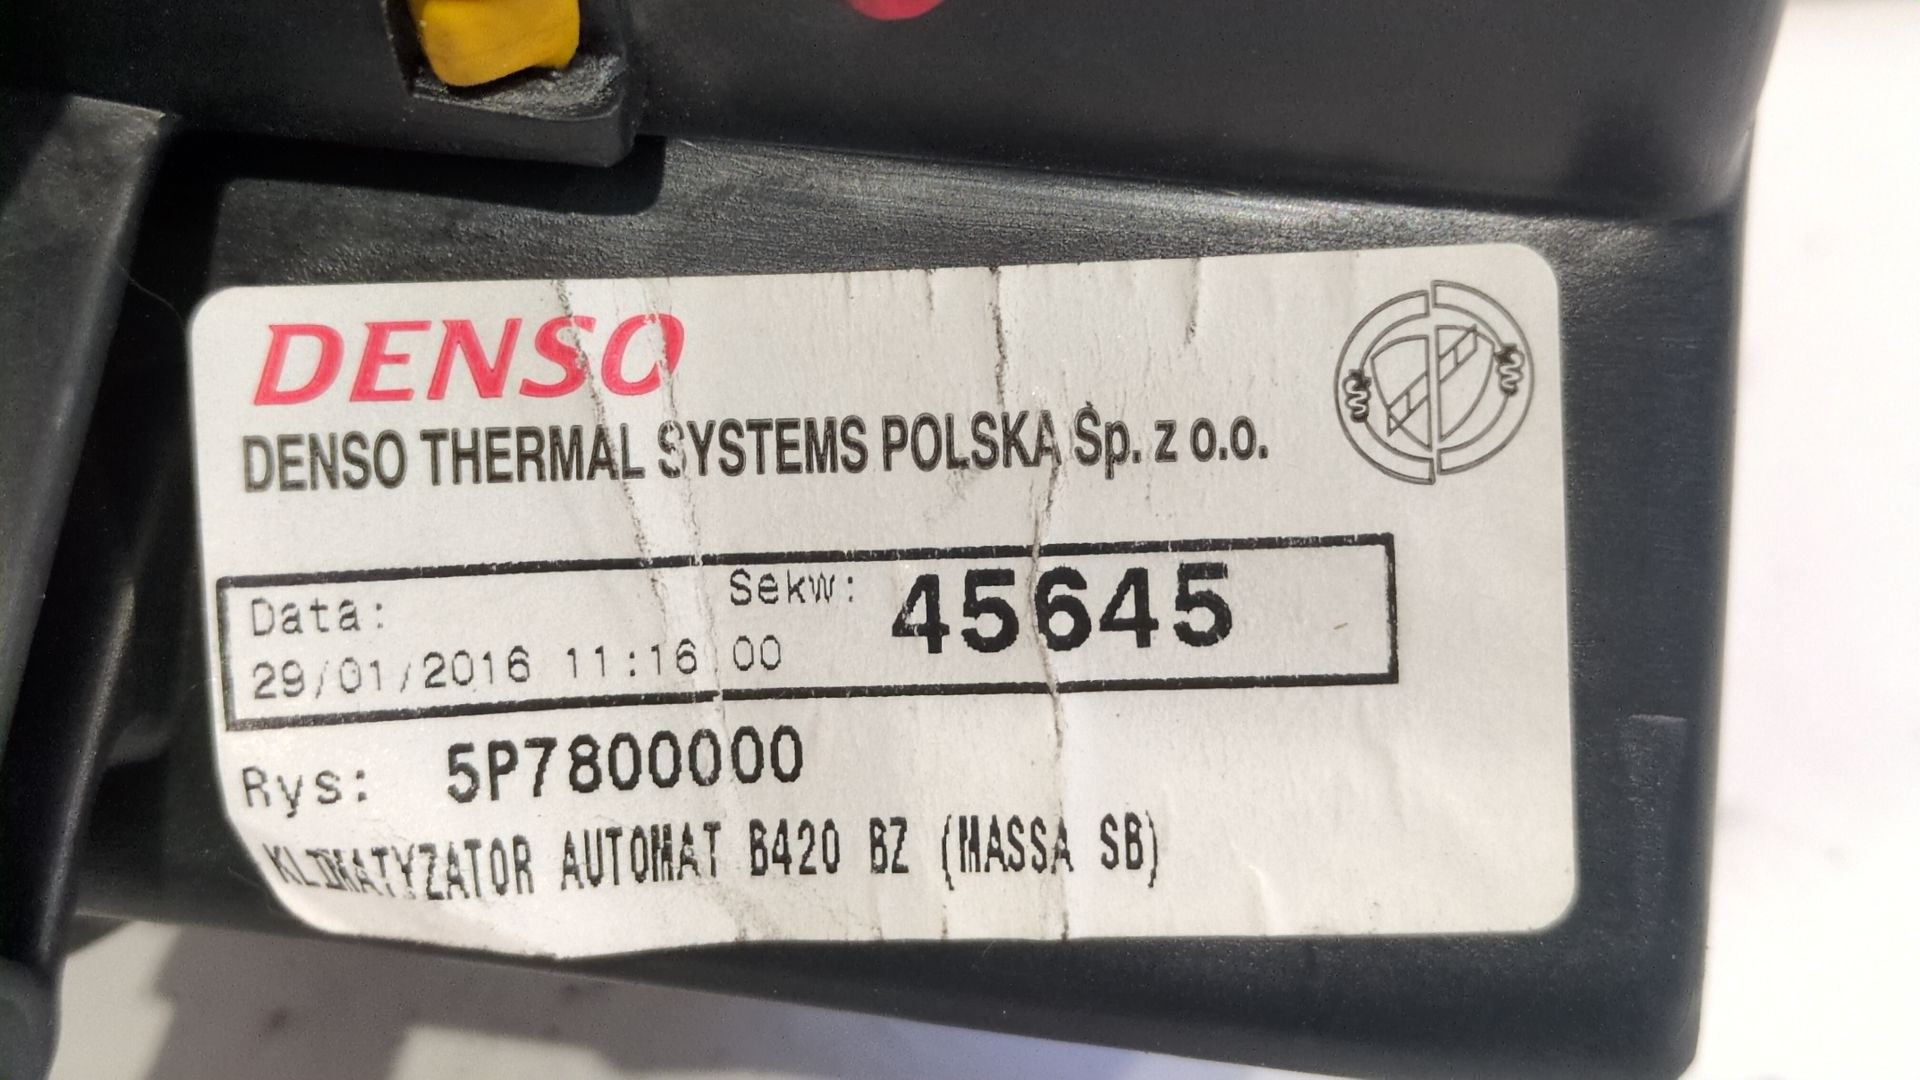 DENSO
DENSO THERMAL SYSTEMS POLSKA Sp. z o.o.
Data: Sekw: 45645
29/01/2016 11:16 00
Rys: 5P7800000
KLIMATYZATOR AUTOMAT B420 BZ (MASSA SB)